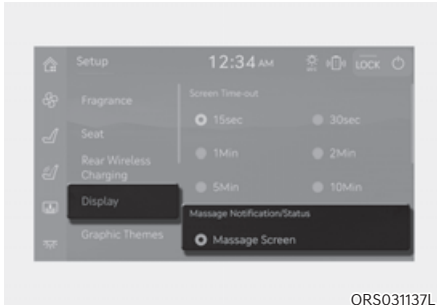 Setup
12:34 AM
LOCK
Fragrance
Screen Time-out
15sec
30sec
Seat
1Min
2Min
Rear Wireless
Charging
5Min
10Min
Display
Massage Notification/Status
Graphic Themes
Massage Screen
ORS031137L